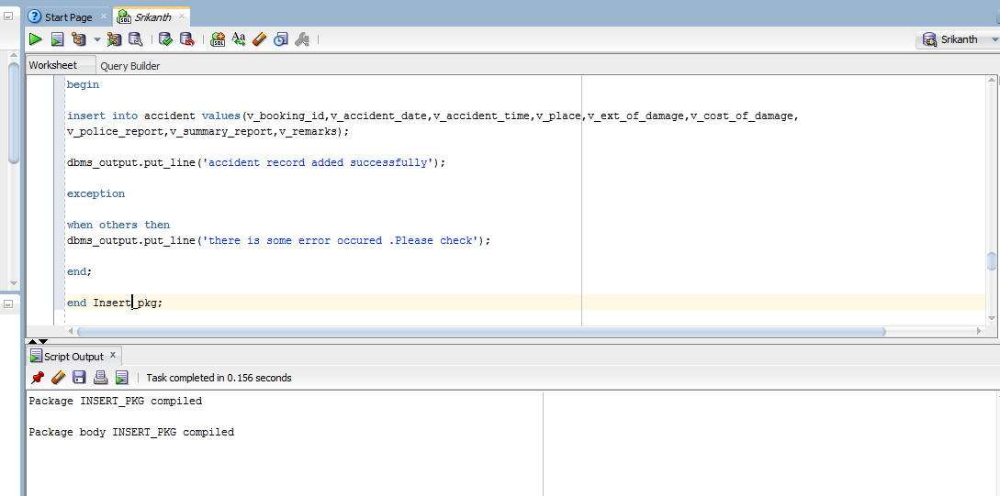 Start Page
Srikanth
Srikanth
Worksheet
Query Builder
begin
insert into accident values(v_booking_id,v_accident_date,v_accident_time,v_place,v_ext_of_damage,v_cost_of_damage,
v_police_report,v_summary_report,v_remarks);
dbms_output.put_line('accident record added successfully');
exception
when others then
dbms_output.put_line('there is some error occured .Please check');
end;
end Insert_pkg;
Script Output
Task completed in 0.156 seconds
Package INSERT_PKG compiled
Package body INSERT_PKG compiled